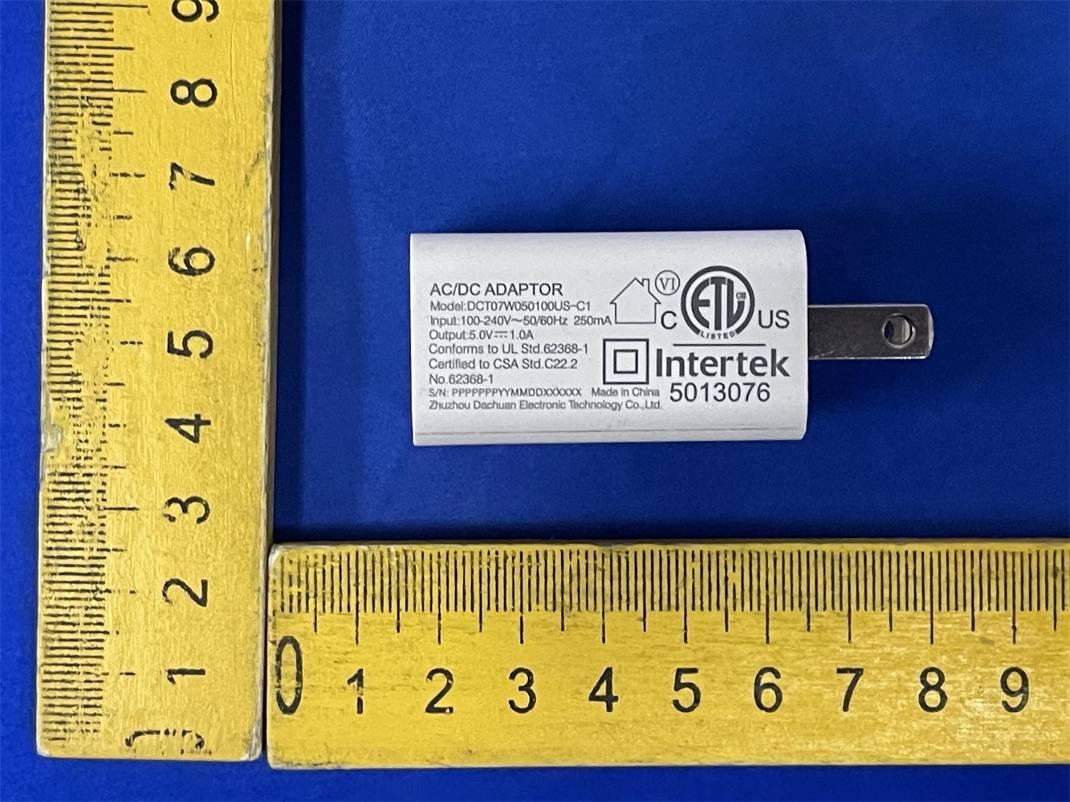 9
8
7
6
5
4
3
2
1
AC/DC ADAPTOR
Model:DCT07W050100US-C1
Input:100-240V～50/60Hz 250mA
Output:5.0V⎓1.0A
Conforms to UL Std.62368-1
Certified to CSA Std.C22.2
No.62368-1
S/N: PPPPPPPYYMMDDXXXXXX Made in China
Zhuzhou Dachuan Electronic Technology Co.,Ltd.
VI
ETL
CM
LISTED
C US
Intertek
5013076
0 1 2 3 4 5 6 7 8 9